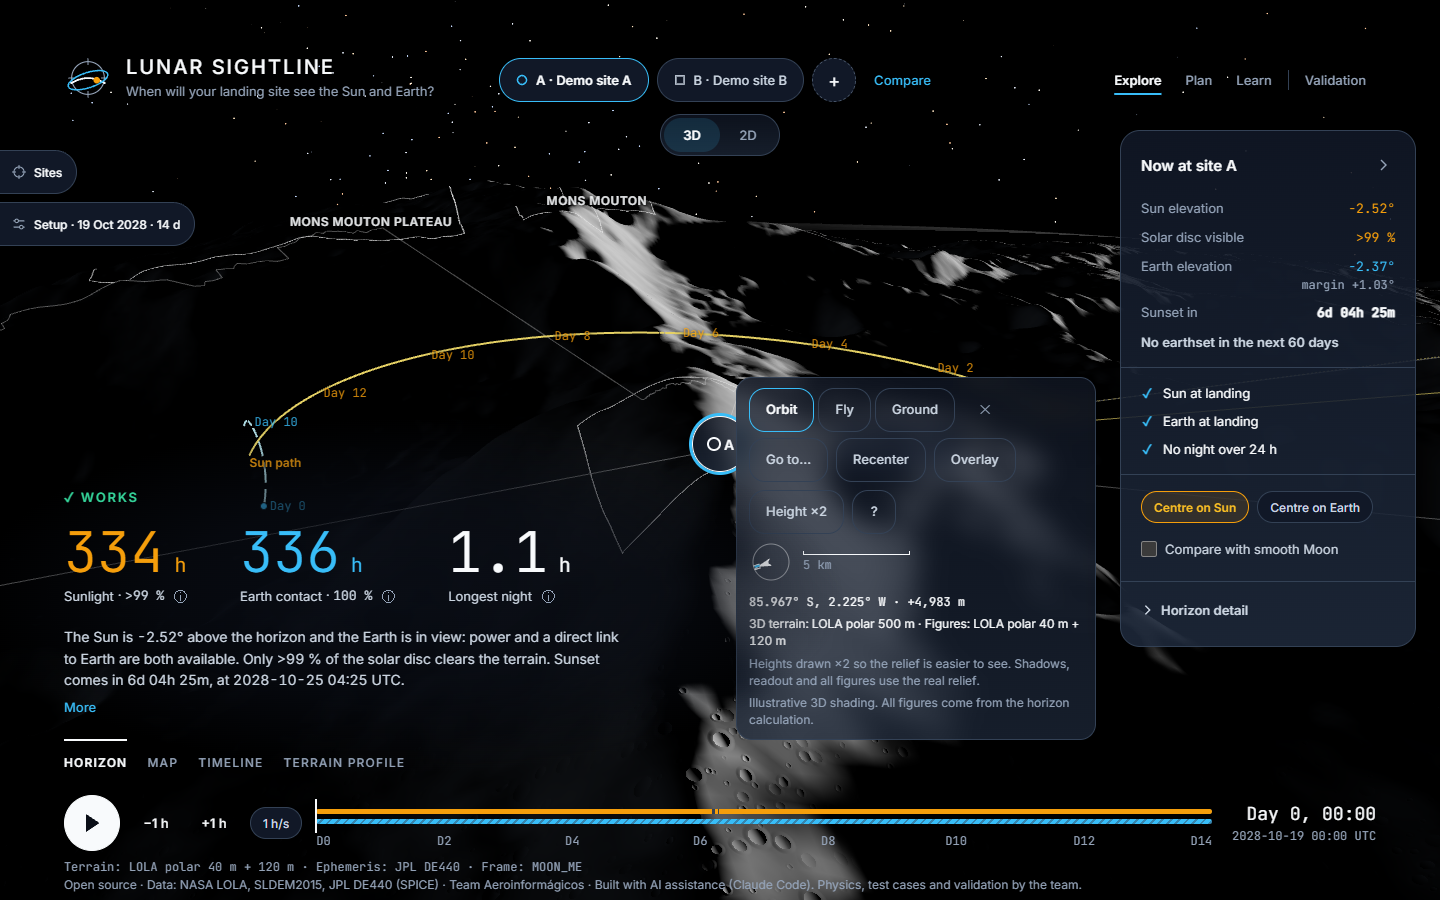 LUNAR SIGHTLINE
When will your landing site see the Sun and Earth?
A · Demo site A
B · Demo site B
+
Compare
Explore
Plan
Learn
Validation
3D
2D
Sites
Setup · 19 Oct 2028 · 14 d
MONS MOUTON PLATEAU
MONS MOUTON
Day 8
Day 6
Day 4
Day 10
Day 2
Day 12
Day 10
Sun path
Day 0
A
Now at site A
Sun elevation
-2.52°
Solar disc visible
>99 %
Earth elevation
-2.37°
margin +1.03°
Sunset in
6d 04h 25m
No earthset in the next 60 days
✓ Sun at landing
✓ Earth at landing
✓ No night over 24 h
Centre on Sun
Centre on Earth
Compare with smooth Moon
Horizon detail
Orbit
Fly
Ground
×
Go to...
Recenter
Overlay
Height ×2
?
5 km
85.967° S, 2.225° W · +4,983 m
3D terrain: LOLA polar 500 m · Figures: LOLA polar 40 m +
120 m
Heights drawn ×2 so the relief is easier to see. Shadows,
readout and all figures use the real relief.
Illustrative 3D shading. All figures come from the horizon
calculation.
✓ WORKS
334 h
336 h
1.1 h
Sunlight · >99 %
Earth contact · 100 %
Longest night
The Sun is -2.52° above the horizon and the Earth is in view: power and a direct link
to Earth are both available. Only >99 % of the solar disc clears the terrain. Sunset
comes in 6d 04h 25m, at 2028-10-25 04:25 UTC.
More
HORIZON
MAP
TIMELINE
TERRAIN PROFILE
−1 h
+1 h
1 h/s
D0
D2
D4
D6
D8
D10
D12
D14
Day 0, 00:00
2028-10-19 00:00 UTC
Terrain: LOLA polar 40 m + 120 m · Ephemeris: JPL DE440 · Frame: MOON_ME
Open source · Data: NASA LOLA, SLDEM2015, JPL DE440 (SPICE) · Team Aeroinformágicos · Built with AI assistance (Claude Code). Physics, test cases and validation by the team.